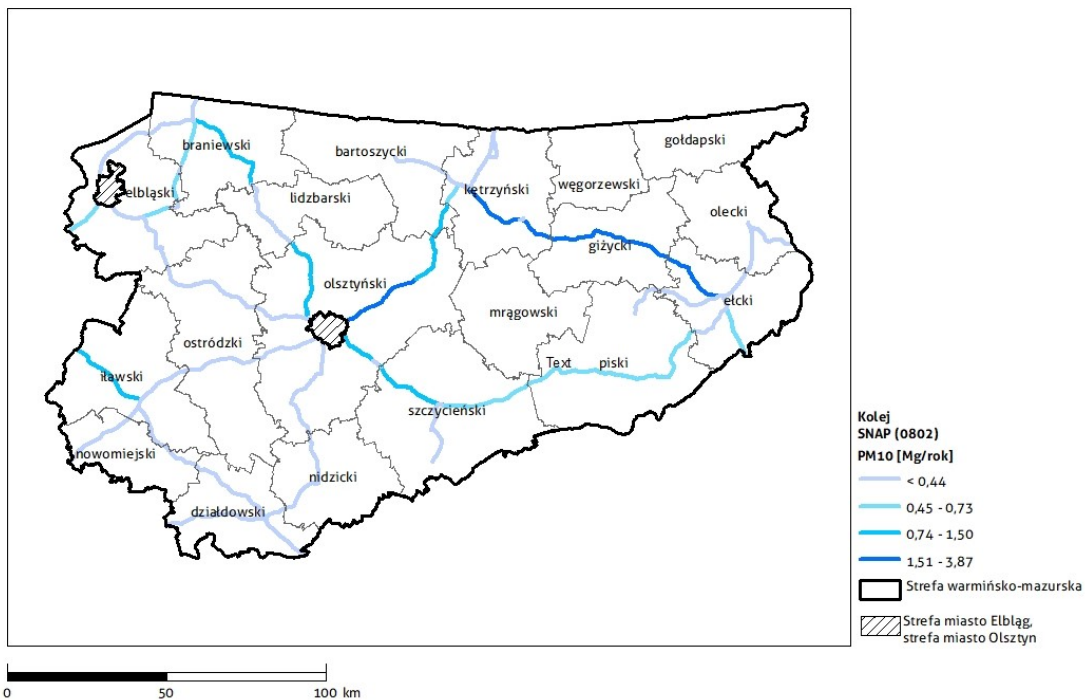 gołdapski
braniewski
bartoszycki
kętrzyński
węgorzewski
elbląski
lidzbarski
olecki
giżycki
olsztyński
ełcki
mrągowski
ostródzki
Text
piski
iławski
szczycieński
nowomiejski
nidzicki
działdowski
Kolej
SNAP (0802)
PM10 [Mg/rok]
< 0,44
0,45 - 0,73
0,74 - 1,50
1,51 - 3,87
Strefa warmińsko-mazurska
Strefa miasto Elbląg,
strefa miasto Olsztyn
0 50 100 km